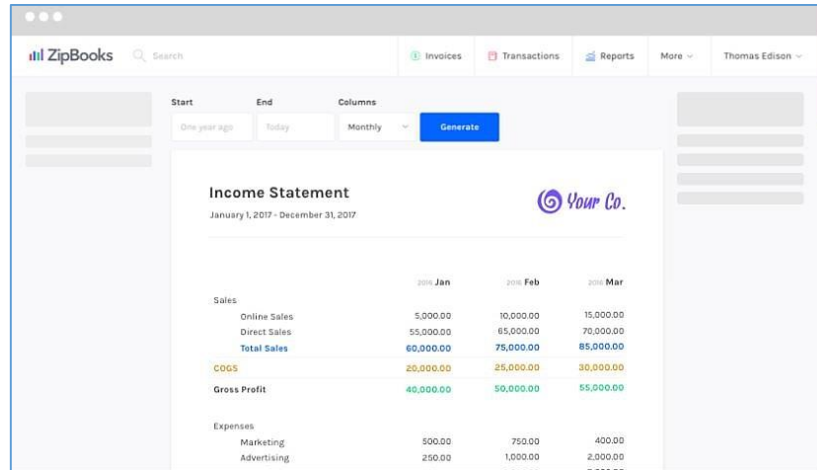 ZipBooks Search Invoices Transactions Reports More Thomas Edison
Start End Columns
One year ago Today Monthly Generate
Income Statement
Your Co.
January 1, 2017 - December 31, 2017
2016 Jan 2016 Feb 2016 Mar
Sales
Online Sales 5,000.00 10,000.00 15,000.00
Direct Sales 55,000.00 65,000.00 70,000.00
Total Sales 60,000.00 75,000.00 85,000.00
COGS 20,000.00 25,000.00 30,000.00
Gross Profit 40,000.00 50,000.00 55,000.00
Expenses
Marketing 500.00 750.00 400.00
Advertising 250.00 1,000.00 2,000.00